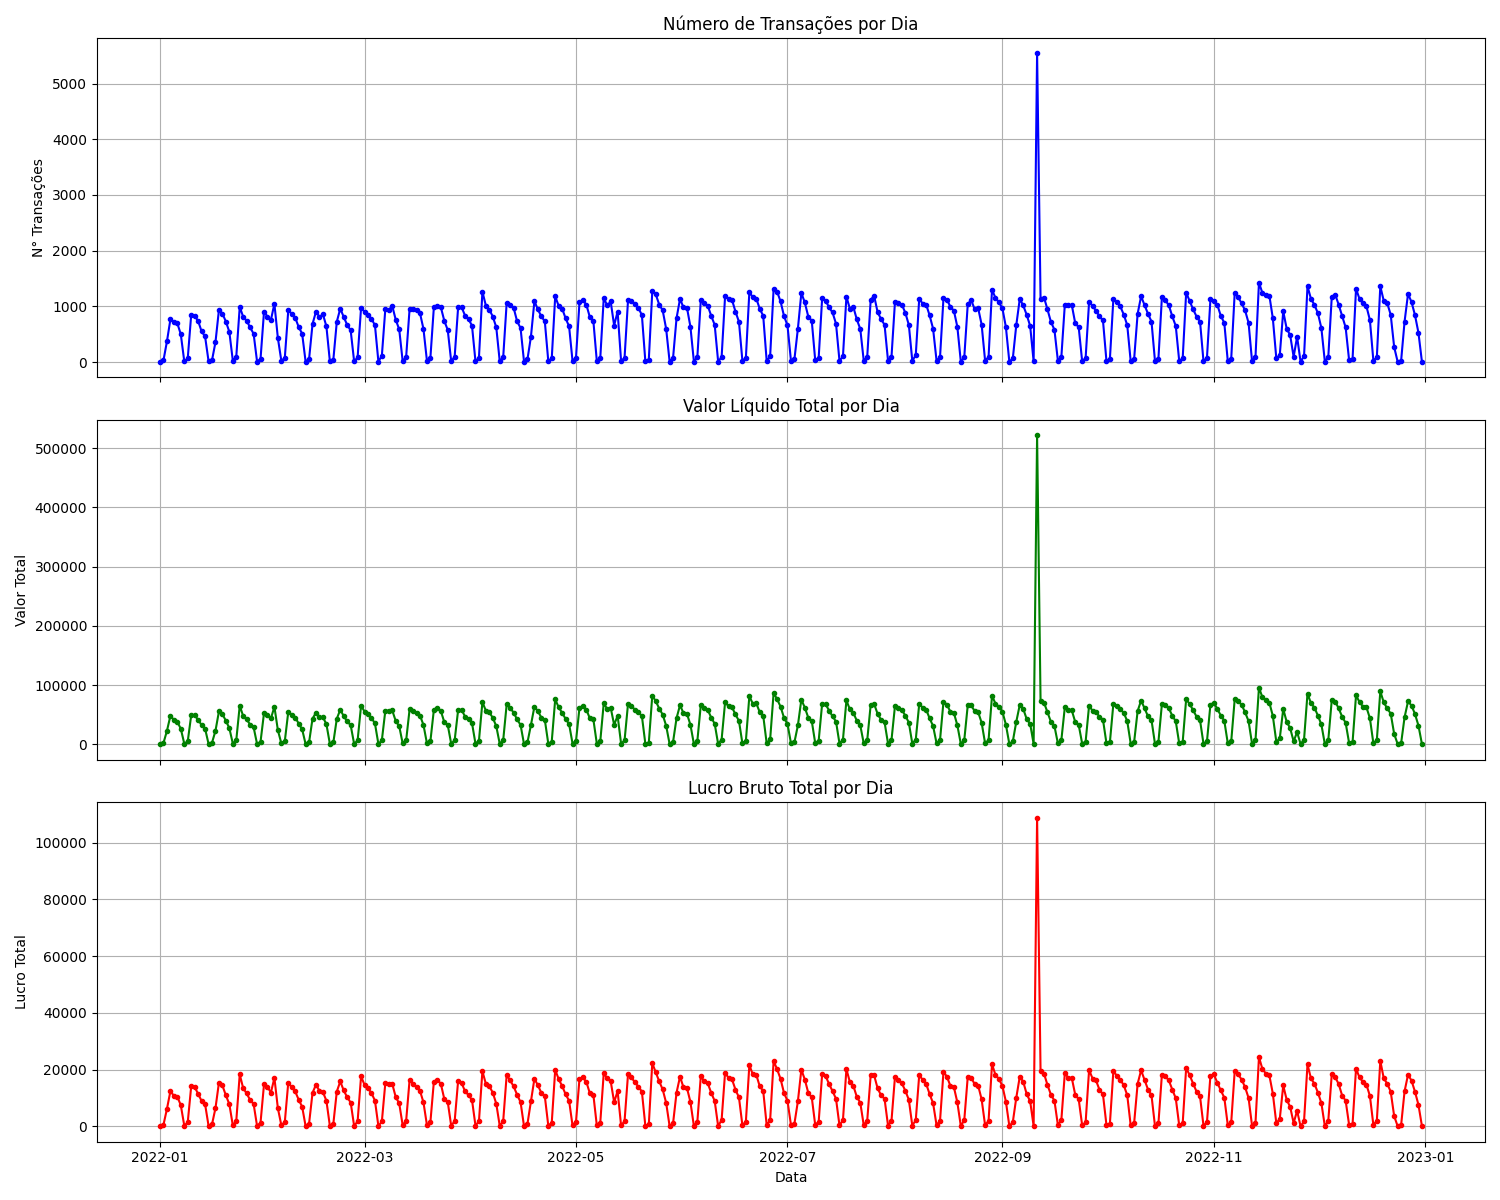 Número de Transações por Dia
N° Transações
5000
4000
3000
2000
1000
0
Valor Líquido Total por Dia
Valor Total
500000
400000
300000
200000
100000
0
Lucro Bruto Total por Dia
Lucro Total
100000
80000
60000
40000
20000
0
2022-01 2022-03 2022-05 2022-07 2022-09 2022-11 2023-01
Data